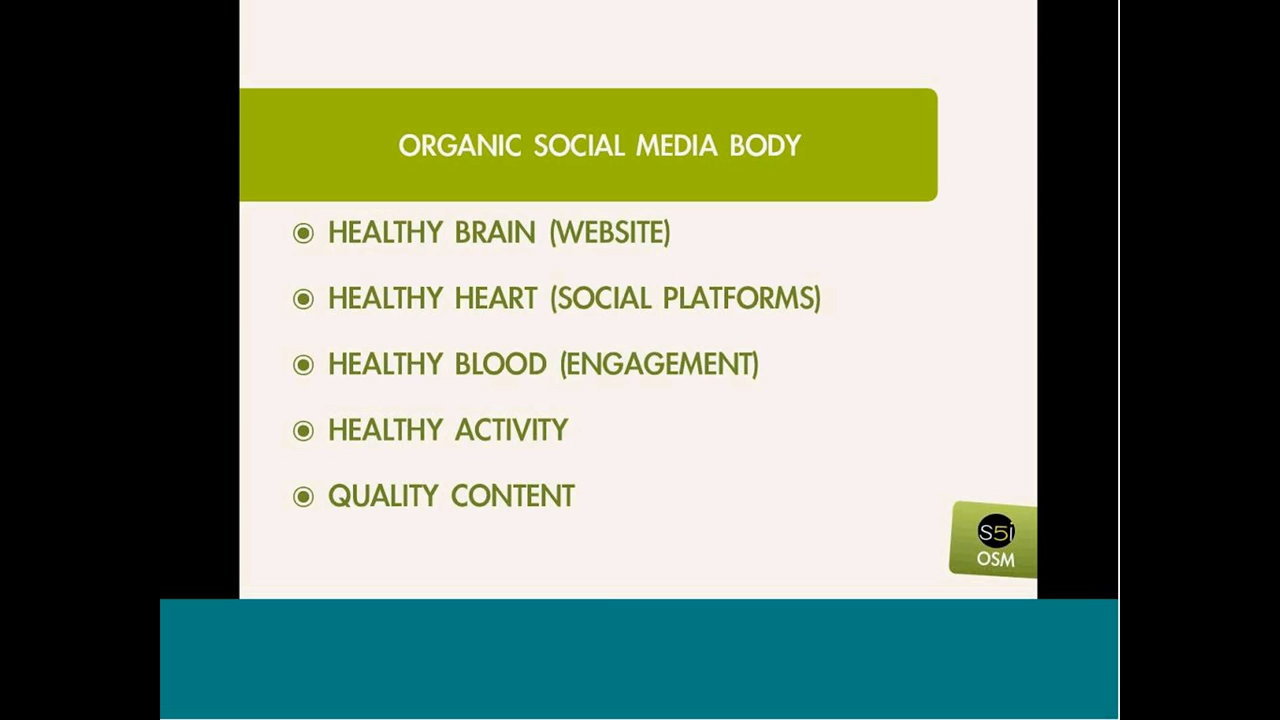 ORGANIC SOCIAL MEDIA BODY
HEALTHY BRAIN (WEBSITE)
HEALTHY HEART (SOCIAL PLATFORMS)
HEALTHY BLOOD (ENGAGEMENT)
HEALTHY ACTIVITY
QUALITY CONTENT
S5i
OSM